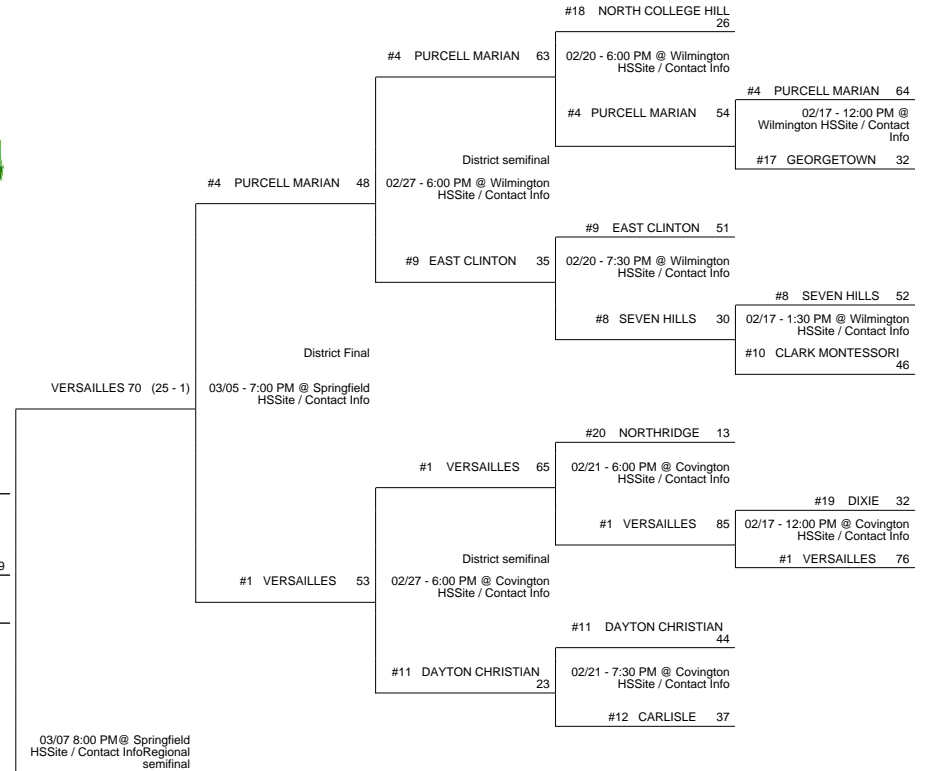 #18 NORTH COLLEGE HILL
26
#4 PURCELL MARIAN 63
02/20 - 6:00 PM @ Wilmington
HSSite / Contact Info
#4 PURCELL MARIAN 64
#4 PURCELL MARIAN 54
02/17 - 12:00 PM @
Wilmington HSSite / Contact
Info
#17 GEORGETOWN 32
District semifinal
#4 PURCELL MARIAN 48
02/27 - 6:00 PM @ Wilmington
HSSite / Contact Info
#9 EAST CLINTON 51
#9 EAST CLINTON 35
02/20 - 7:30 PM @ Wilmington
HSSite / Contact Info
#8 SEVEN HILLS 52
#8 SEVEN HILLS 30
02/17 - 1:30 PM @ Wilmington
HSSite / Contact Info
#10 CLARK MONTESSORI
46
District Final
VERSAILLES 70 (25 - 1)
03/05 - 7:00 PM @ Springfield
HSSite / Contact Info
#20 NORTHRIDGE 13
#1 VERSAILLES 65
02/21 - 6:00 PM @ Covington
HSSite / Contact Info
#19 DIXIE 32
#1 VERSAILLES 85
02/17 - 12:00 PM @ Covington
HSSite / Contact Info
#1 VERSAILLES 76
District semifinal
9
#1 VERSAILLES 53
02/27 - 6:00 PM @ Covington
HSSite / Contact Info
#11 DAYTON CHRISTIAN
44
#11 DAYTON CHRISTIAN
23
02/21 - 7:30 PM @ Covington
HSSite / Contact Info
#12 CARLISLE 37
03/07 8:00 PM@ Springfield
HSSite / Contact InfoRegional
semifinal